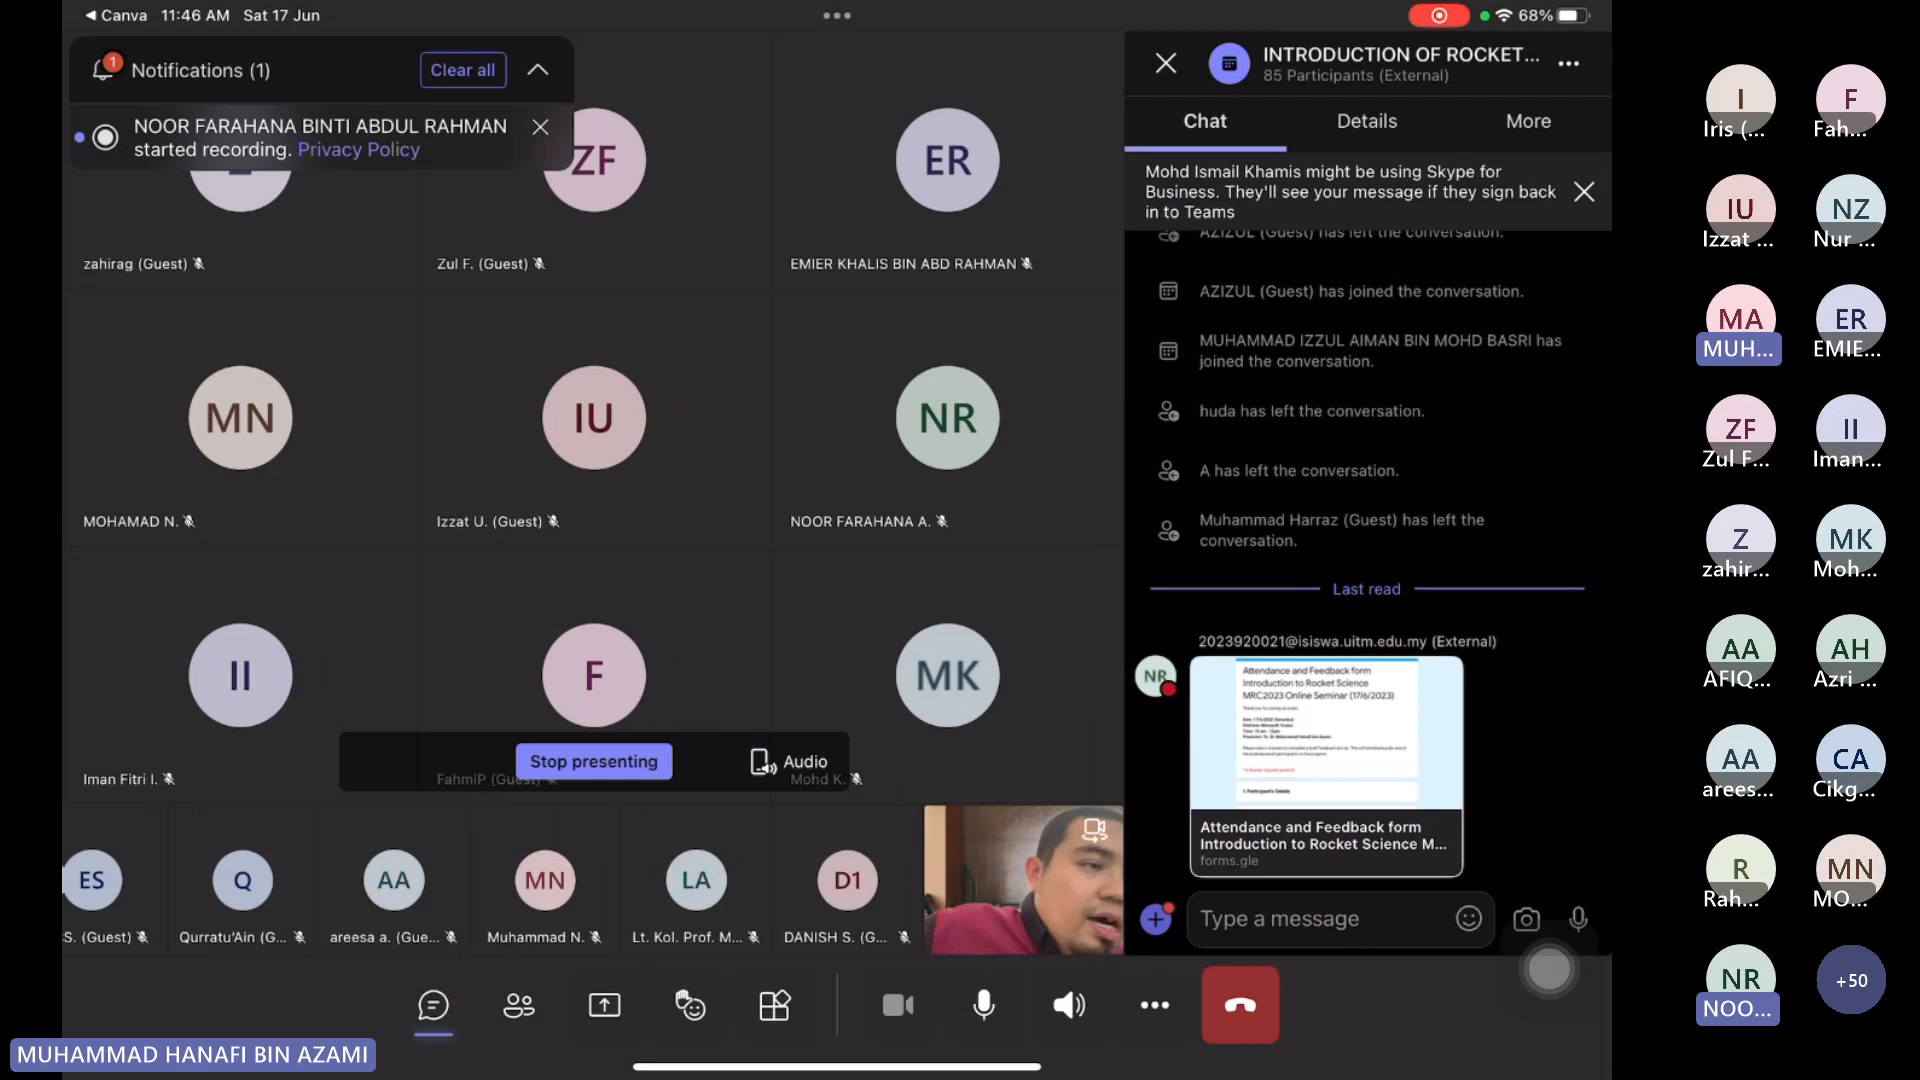 Canva 11:46 AM Sat 17 Jun
68%
1
Notifications (1)
Clear all
NOOR FARAHANA BINTI ABDUL RAHMAN
started recording. Privacy Policy
ZF
ER
zahirag (Guest)
Zul F. (Guest)
EMIER KHALIS BIN ABD RAHMAN
MN
IU
NR
MOHAMAD N.
Izzat U. (Guest)
NOOR FARAHANA A.
II
F
MK
Stop presenting
Audio
Iman Fitri I.
FahmiP (Guest)
Mohd K.
ES
Q
AA
MN
LA
D1
S. (Guest)
Qurratu'Ain (G...
areesa a. (Gue...
Muhammad N.
Lt. Kol. Prof. M...
DANISH S. (G...
INTRODUCTION OF ROCKET...
85 Participants (External)
Chat
Details
More
Mohd Ismail Khamis might be using Skype for
Business. They'll see your message if they sign back
in to Teams
AZIZUL (Guest) has left the conversation.
AZIZUL (Guest) has joined the conversation.
MUHAMMAD IZZUL AIMAN BIN MOHD BASRI has
joined the conversation.
huda has left the conversation.
A has left the conversation.
Muhammad Harraz (Guest) has left the
conversation.
Last read
2023920021@isiswa.uitm.edu.my (External)
NR
Attendance and Feedback form
Introduction to Rocket Science
MRC2023 Online Seminar (17/6/2023)
Attendance and Feedback form
Introduction to Rocket Science M...
forms.gle
Type a message
MUHAMMAD HANAFI BIN AZAMI
I
Iris (...
F
Fah...
IU
Izzat ...
NZ
Nur ...
MA
MUH...
ER
EMIE...
ZF
Zul F...
II
Iman...
Z
zahir...
MK
Moh...
AA
AFIQ...
AH
Azri ...
AA
arees...
CA
Cikg...
R
Rah...
MN
MO...
NR
NOO...
+50